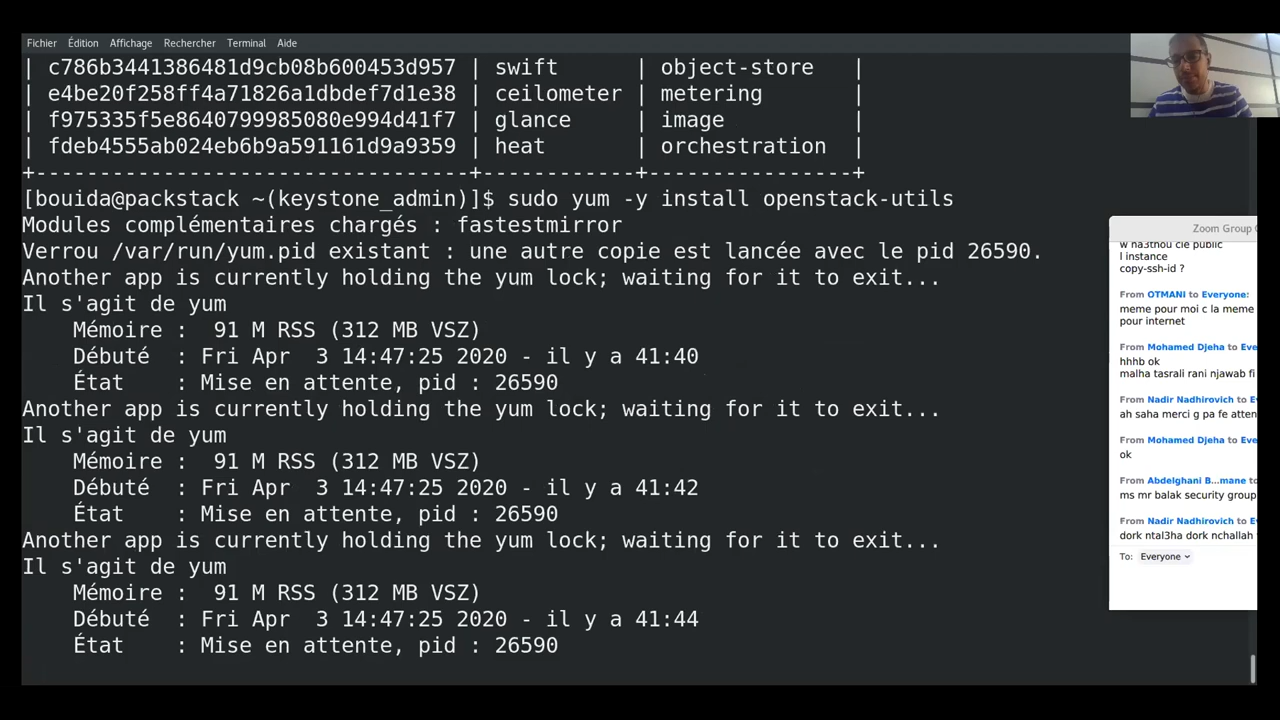 Fichier Édition Affichage Rechercher Terminal Aide
| c786b3441386481d9cb08b600453d957 | swift | object-store |
| e4be20f258ff4a71826a1dbdef7d1e38 | ceilometer | metering |
| f975335f5e8640799985080e994d41f7 | glance | image |
| fdeb4555ab024eb6b9a591161d9a9359 | heat | orchestration |
+----------------------------------+------------+---------------+
[bouida@packstack ~(keystone_admin)]$ sudo yum -y install openstack-utils
Modules complémentaires chargés : fastestmirror
Verrou /var/run/yum.pid existant : une autre copie est lancée avec le pid 26590.
Another app is currently holding the yum lock; waiting for it to exit...
Il s'agit de yum
Mémoire : 91 M RSS (312 MB VSZ)
Débuté : Fri Apr 3 14:47:25 2020 - il y a 41:40
État : Mise en attente, pid : 26590
Another app is currently holding the yum lock; waiting for it to exit...
Il s'agit de yum
Mémoire : 91 M RSS (312 MB VSZ)
Débuté : Fri Apr 3 14:47:25 2020 - il y a 41:42
État : Mise en attente, pid : 26590
Another app is currently holding the yum lock; waiting for it to exit...
Il s'agit de yum
Mémoire : 91 M RSS (312 MB VSZ)
Débuté : Fri Apr 3 14:47:25 2020 - il y a 41:44
État : Mise en attente, pid : 26590
Zoom Group
w na3thou cle public
l instance
copy-ssh-id ?
From OTMANI to Everyone:
meme pour moi c la meme
pour internet
From Mohamed Djeha to Eve
hhhb ok
malha tasrali rani njawab fi
From Nadir Nadhirovich to E
ah saha merci g pa fe atten
From Mohamed Djeha to Eve
ok
From Abdelghani B...mane to
ms mr balak security group
From Nadir Nadhirovich to E
dork ntal3ha dork nchallah
To: Everyone